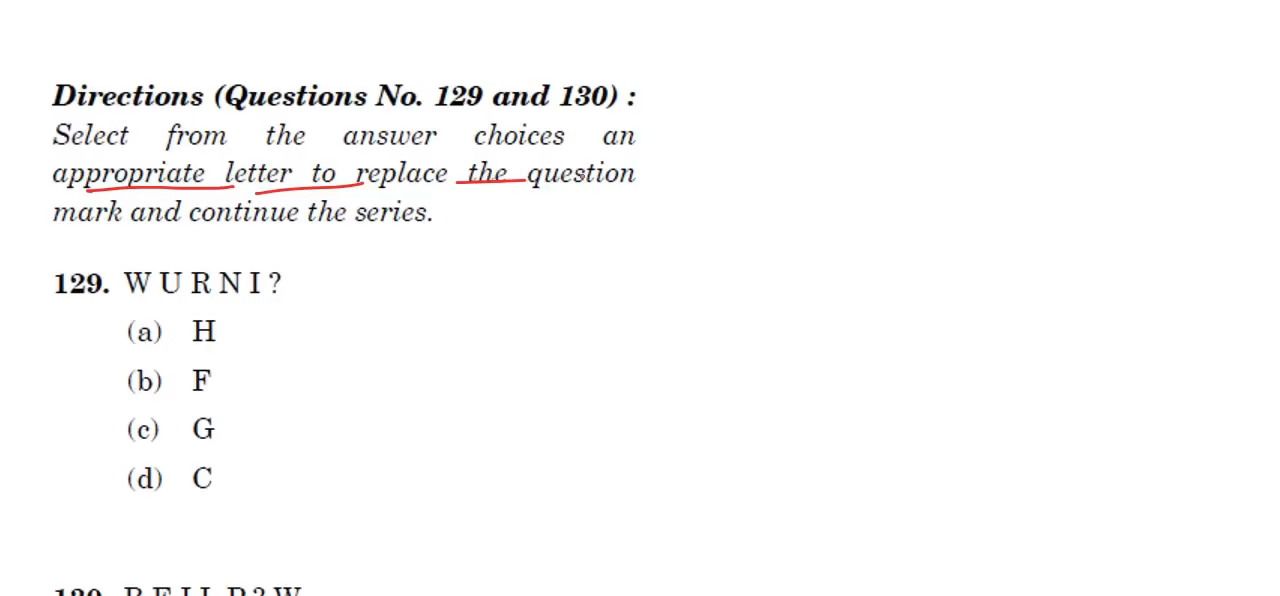 Directions (Questions No. 129 and 130) :
Select from the answer choices an
appropriate letter to replace the question
mark and continue the series.
129. W U R N I ?
(a) H
(b) F
(c) G
(d) C
130.